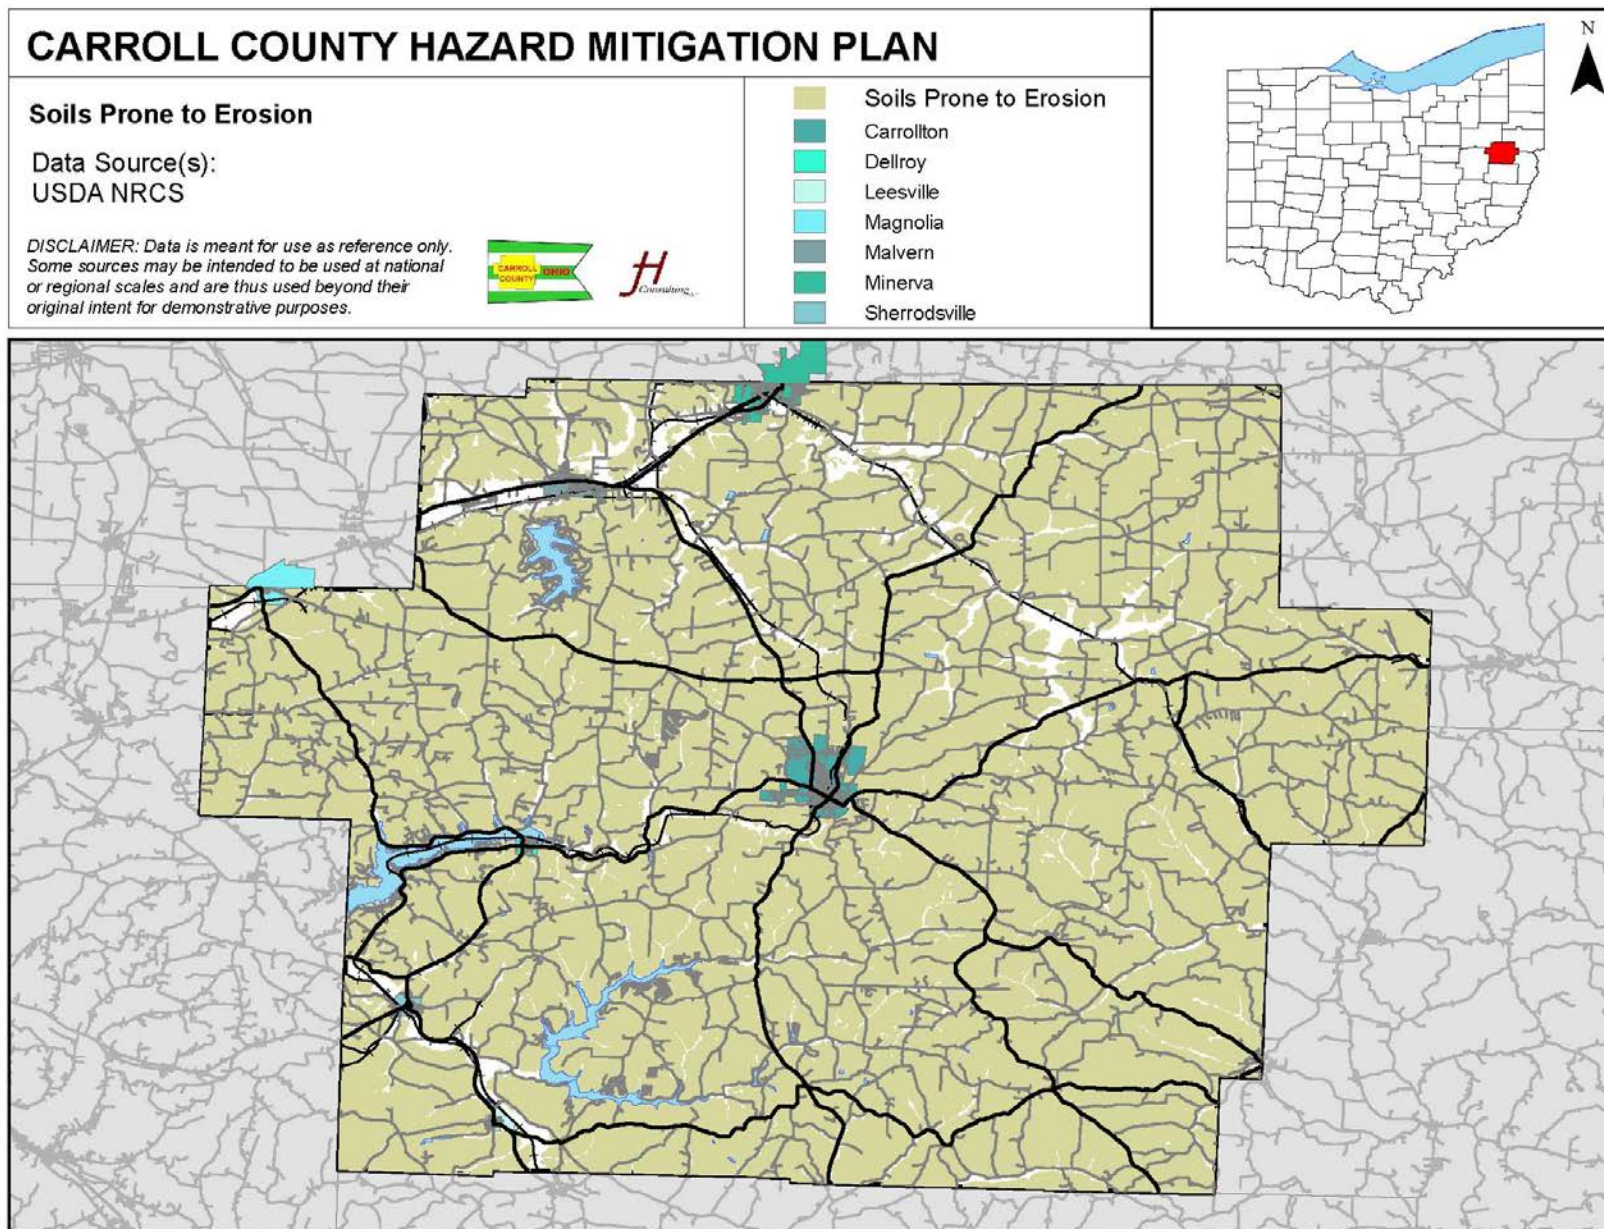 CARROLL COUNTY HAZARD MITIGATION PLAN
Soils Prone to Erosion
Data Source(s):
USDA NRCS
DISCLAIMER: Data is meant for use as reference only.
Some sources may be intended to be used at national
or regional scales and are thus used beyond their
original intent for demonstrative purposes.
CARROLL
COUNTY
OHIO
JH
Consulting
Soils Prone to Erosion
Carrollton
Dellroy
Leesville
Magnolia
Malvern
Minerva
Sherrodsville
N